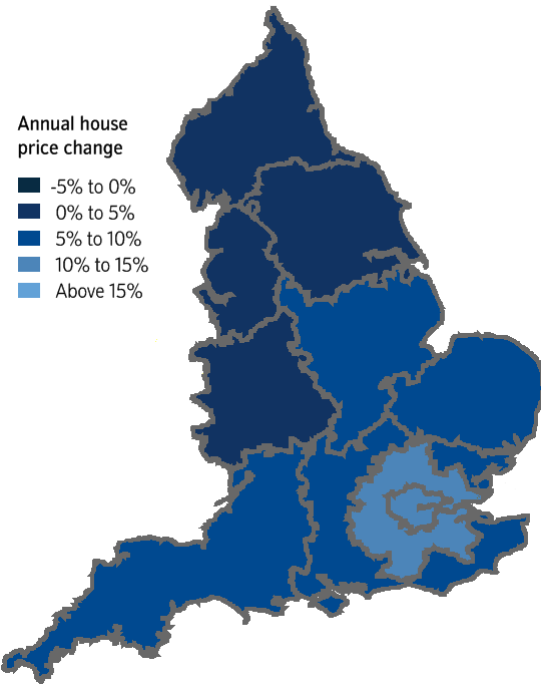 Annual house
price change
-5% to 0%
0% to 5%
5% to 10%
10% to 15%
Above 15%